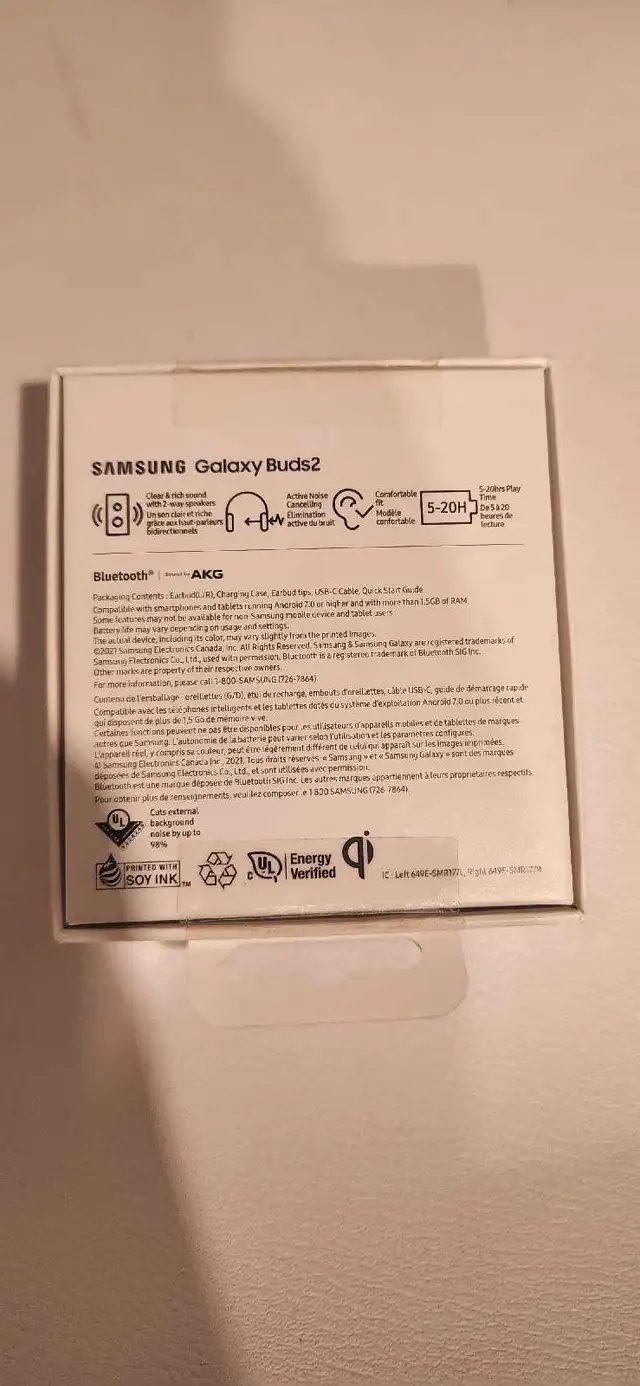 SAMSUNG Galaxy Buds2
Clear & rich sound
with 2-way speakers
Un son clair et riche
grâce aux haut-parleurs
bidirectionnels
Active Noise
Cancelling
Élimination
active du bruit
Comfortable
fit
Modèle
confortable
5-20H
5-20hrs Play
Time
De 5 à 20
heures de
lecture
Bluetooth® | Sound by AKG
Packaging Contents : Earbud(L/R), Charging Case, Earbud tips, USB-C Cable, Quick Start Guide
Compatible with smartphones and tablets running Android 7.0 or higher and with more than 1.5GB of RAM
Some features may not be available for non-Samsung mobile device and tablet users
Battery life may vary depending on usage and settings.
The actual device, including its color, may vary slightly from the printed images.
©2021 Samsung Electronics Canada, Inc. All Rights Reserved. Samsung & Samsung Galaxy are registered trademarks of
Samsung Electronics Co., Ltd., used with permission. Bluetooth is a registered trademark of Bluetooth SIG Inc.
Other marks are property of their respective owners.
For more information, please call 1-800-SAMSUNG (726-7864)
Contenu de l'emballage : oreillettes (G/D), étui de recharge, embouts d'oreillettes, câble USB-C, guide de démarrage rapide
Compatible avec les téléphones intelligents et les tablettes dotés du système d'exploitation Android 7.0 ou plus récent et
qui disposent de plus de 1,5 Go de mémoire vive.
Certaines fonctions peuvent ne pas être disponibles pour les utilisateurs d'appareils mobiles et de tablettes de marques
autres que Samsung. L'autonomie de la batterie peut varier selon l'utilisation et les paramètres configurés.
L'appareil réel, y compris sa couleur, peut être légèrement différent de celui qui apparaît sur les images imprimées.
© Samsung Electronics Canada Inc., 2021. Tous droits réservés. « Samsung » et « Samsung Galaxy » sont des marques
déposées de Samsung Electronics Co., Ltd., et sont utilisées avec permission.
Bluetooth est une marque déposée de Bluetooth SIG Inc. Les autres marques appartiennent à leurs propriétaires respectifs.
Pour obtenir plus de renseignements, veuillez composer le 1 800 SAMSUNG (726-7864).
UL
Cuts external
background
noise by up to
98%
PRINTED WITH
SOY INK™
C UL
Energy
Verified
qi
IC : Left 649E-SMR177L, Right 649E-SMR177R